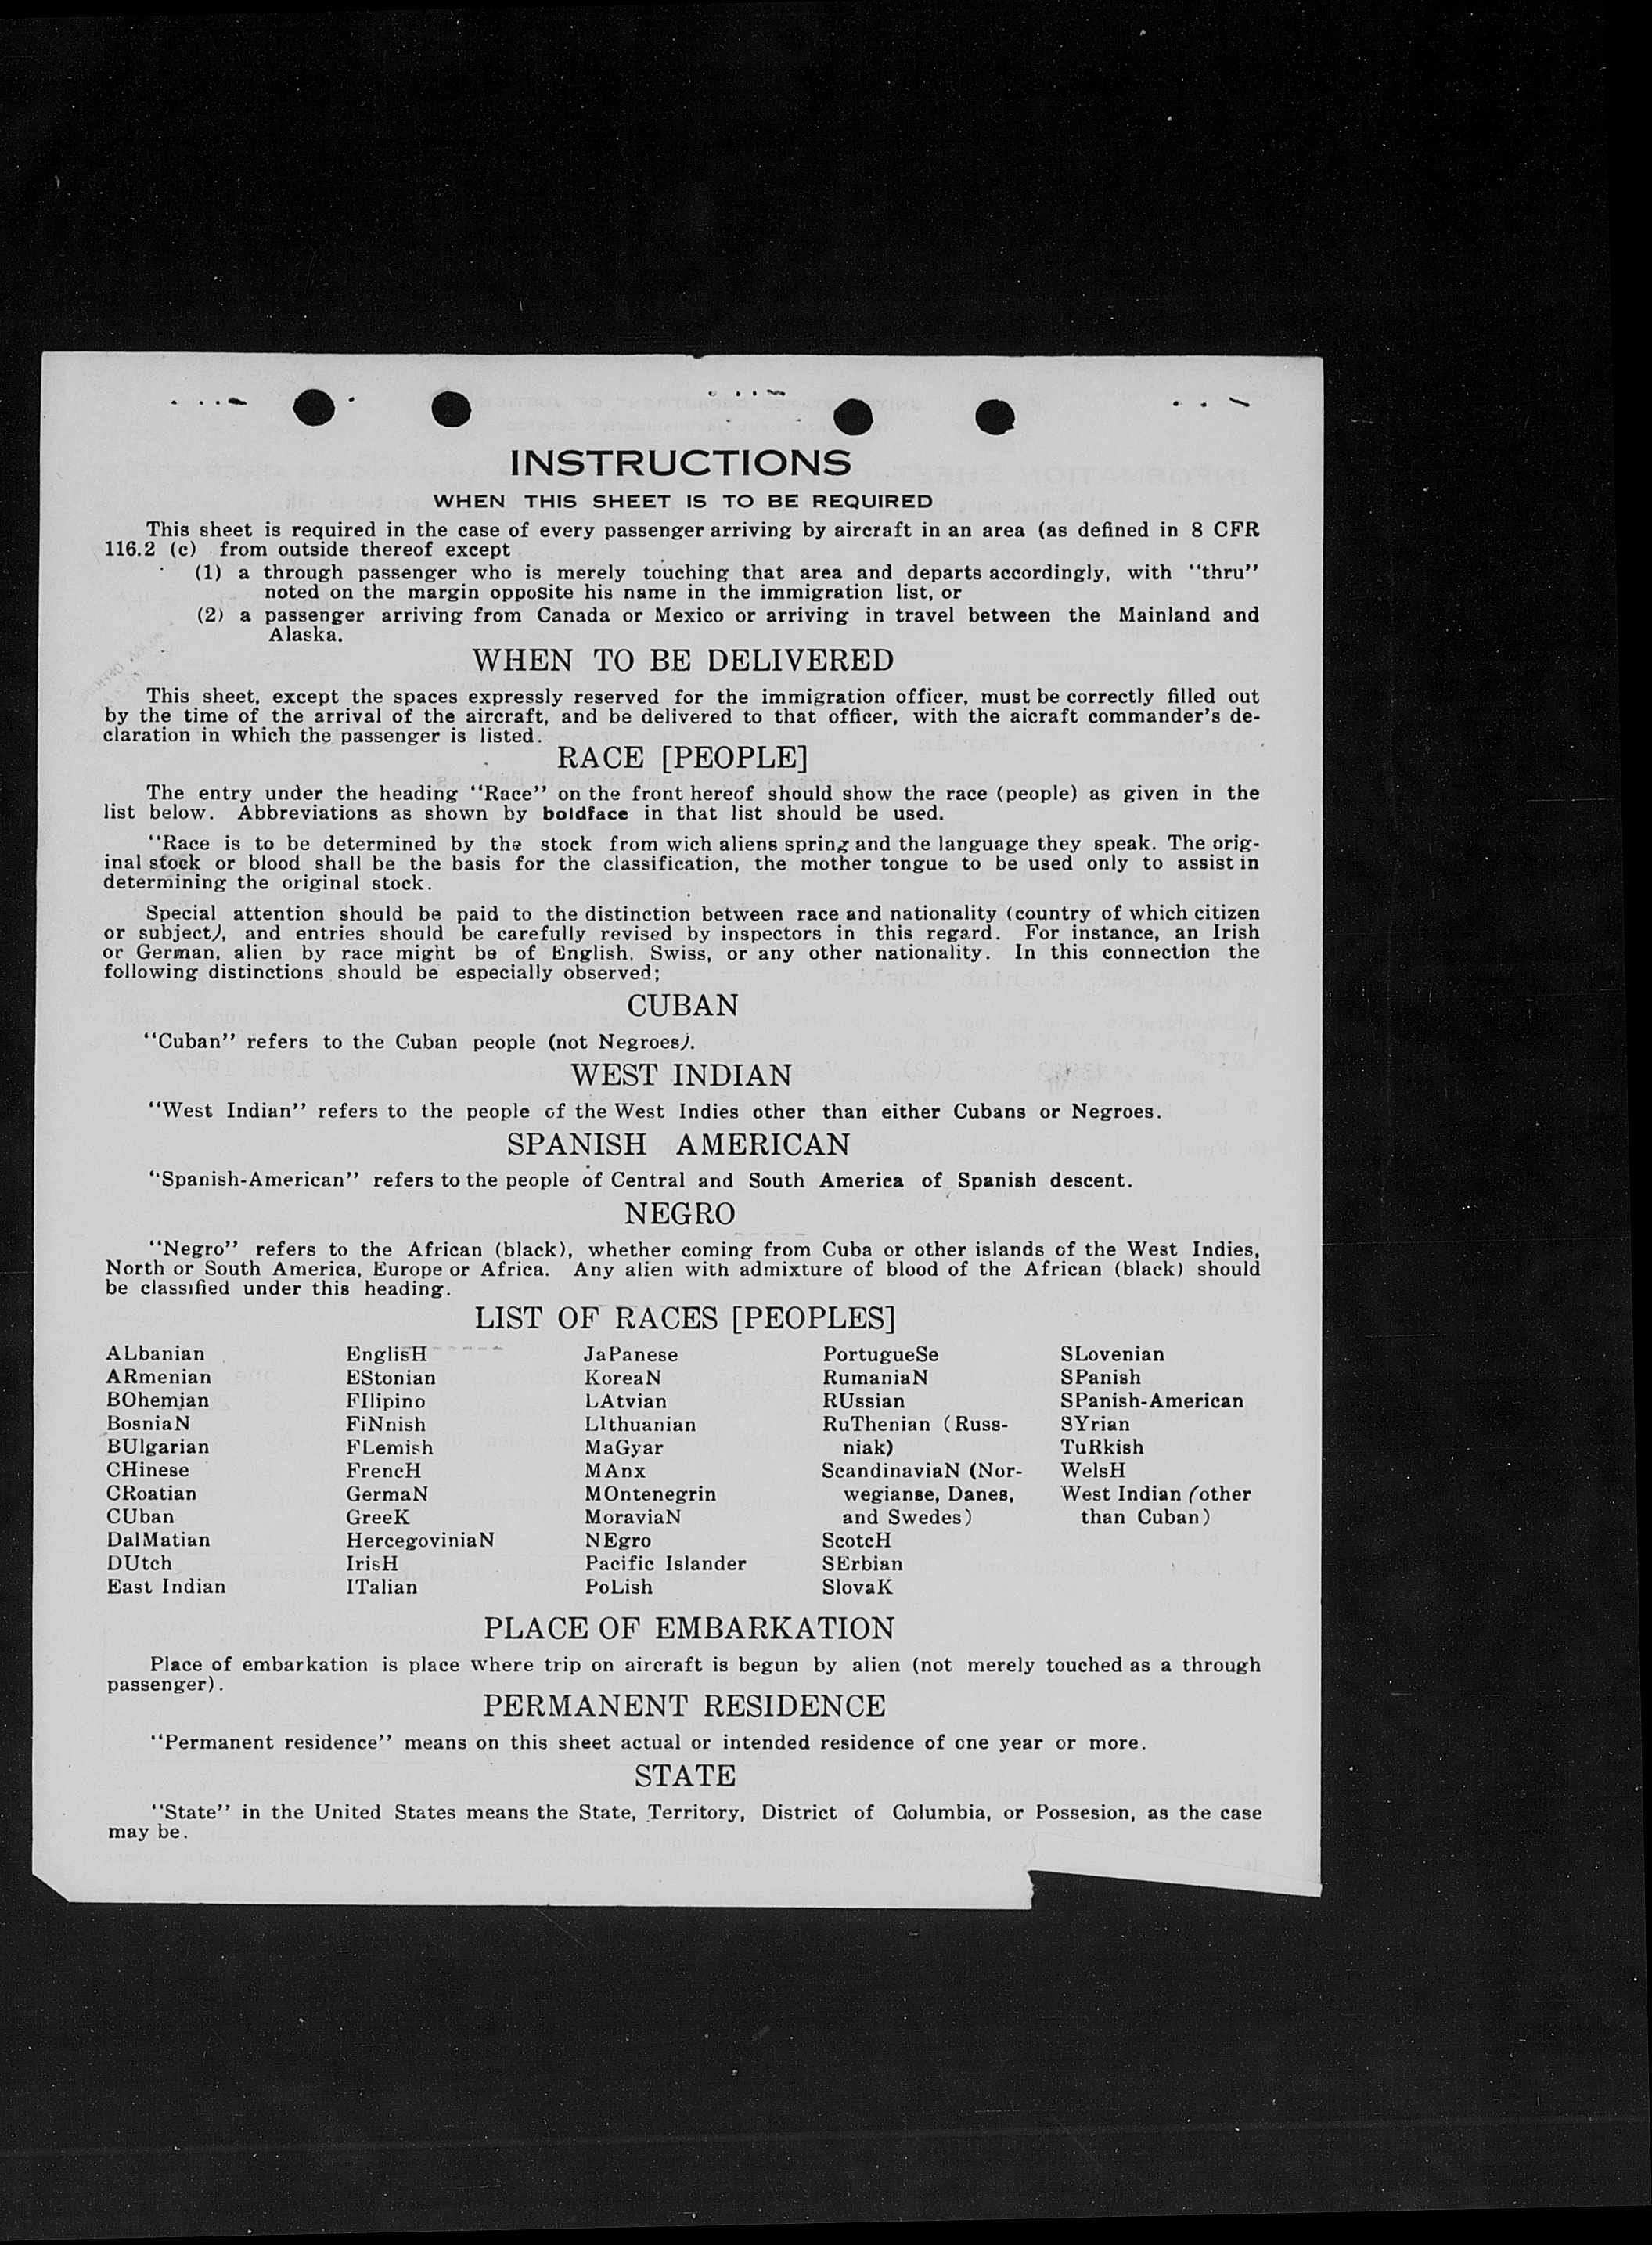 INSTRUCTIONS
WHEN THIS SHEET IS TO BE REQUIRED
This sheet is required in the case of every passenger arriving by aircraft in an area (as defined in 8 CFR
116.2 (c) from outside thereof except
(1) a through passenger who is merely touching that area and departs accordingly, with "thru"
noted on the margin opposite his name in the immigration list, or
(2) a passenger arriving from Canada or Mexico or arriving in travel between the Mainland and
Alaska.
WHEN TO BE DELIVERED
This sheet, except the spaces expressly reserved for the immigration officer, must be correctly filled out
by the time of the arrival of the aircraft, and be delivered to that officer, with the aicraft commander's de-
claration in which the passenger is listed.
RACE [PEOPLE]
The entry under the heading "Race" on the front hereof should show the race (people) as given in the
list below. Abbreviations as shown by boldface in that list should be used.
"Race is to be determined by the stock from wich aliens spring and the language they speak. The orig-
inal stock or blood shall be the basis for the classification, the mother tongue to be used only to assist in
determining the original stock.
Special attention should be paid to the distinction between race and nationality (country of which citizen
or subject), and entries should be carefully revised by inspectors in this regard. For instance, an Irish
or German, alien by race might be of English, Swiss, or any other nationality. In this connection the
following distinctions should be especially observed;
CUBAN
"Cuban" refers to the Cuban people (not Negroes).
WEST INDIAN
"West Indian" refers to the people of the West Indies other than either Cubans or Negroes.
SPANISH AMERICAN
"Spanish-American" refers to the people of Central and South America of Spanish descent.
NEGRO
"Negro" refers to the African (black), whether coming from Cuba or other islands of the West Indies,
North or South America, Europe or Africa. Any alien with admixture of blood of the African (black) should
be classified under this heading.
LIST OF RACES [PEOPLES]
ALbanian
ARmenian
BOhemian
BosniaN
BUlgarian
CHinese
CRoatian
CUban
DalMatian
DUtch
East Indian
EnglisH
EStonian
FIlipino
FiNnish
FLemish
FrencH
GermaN
GreeK
HercegoviniaN
IrisH
ITalian
JaPanese
KoreaN
LAtvian
LIthuanian
MaGyar
MAnx
MOntenegrin
MoraviaN
NEgro
Pacific Islander
PoLish
PortugueSe
RumaniaN
RUssian
RuThenian (Russ-
niak)
ScandinaviaN (Nor-
wegianse, Danes,
and Swedes)
ScotcH
SErbian
SlovaK
SLovenian
SPanish
SPanish-American
SYrian
TuRkish
WelsH
West Indian (other
than Cuban)
PLACE OF EMBARKATION
Place of embarkation is place where trip on aircraft is begun by alien (not merely touched as a through
passenger).
PERMANENT RESIDENCE
"Permanent residence" means on this sheet actual or intended residence of one year or more.
STATE
"State" in the United States means the State, Territory, District of Columbia, or Possesion, as the case
may be.